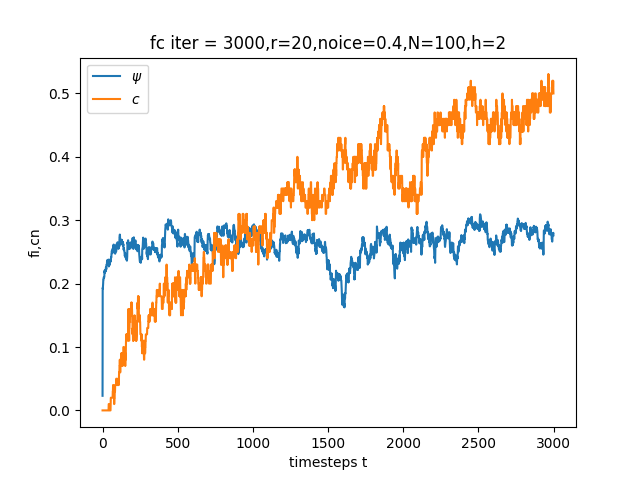 fc iter = 3000,r=20,noice=0.4,N=100,h=2
ψ
c
0.5
0.4
0.3
0.2
0.1
0.0
fi,cn
0 500 1000 1500 2000 2500 3000
timesteps t